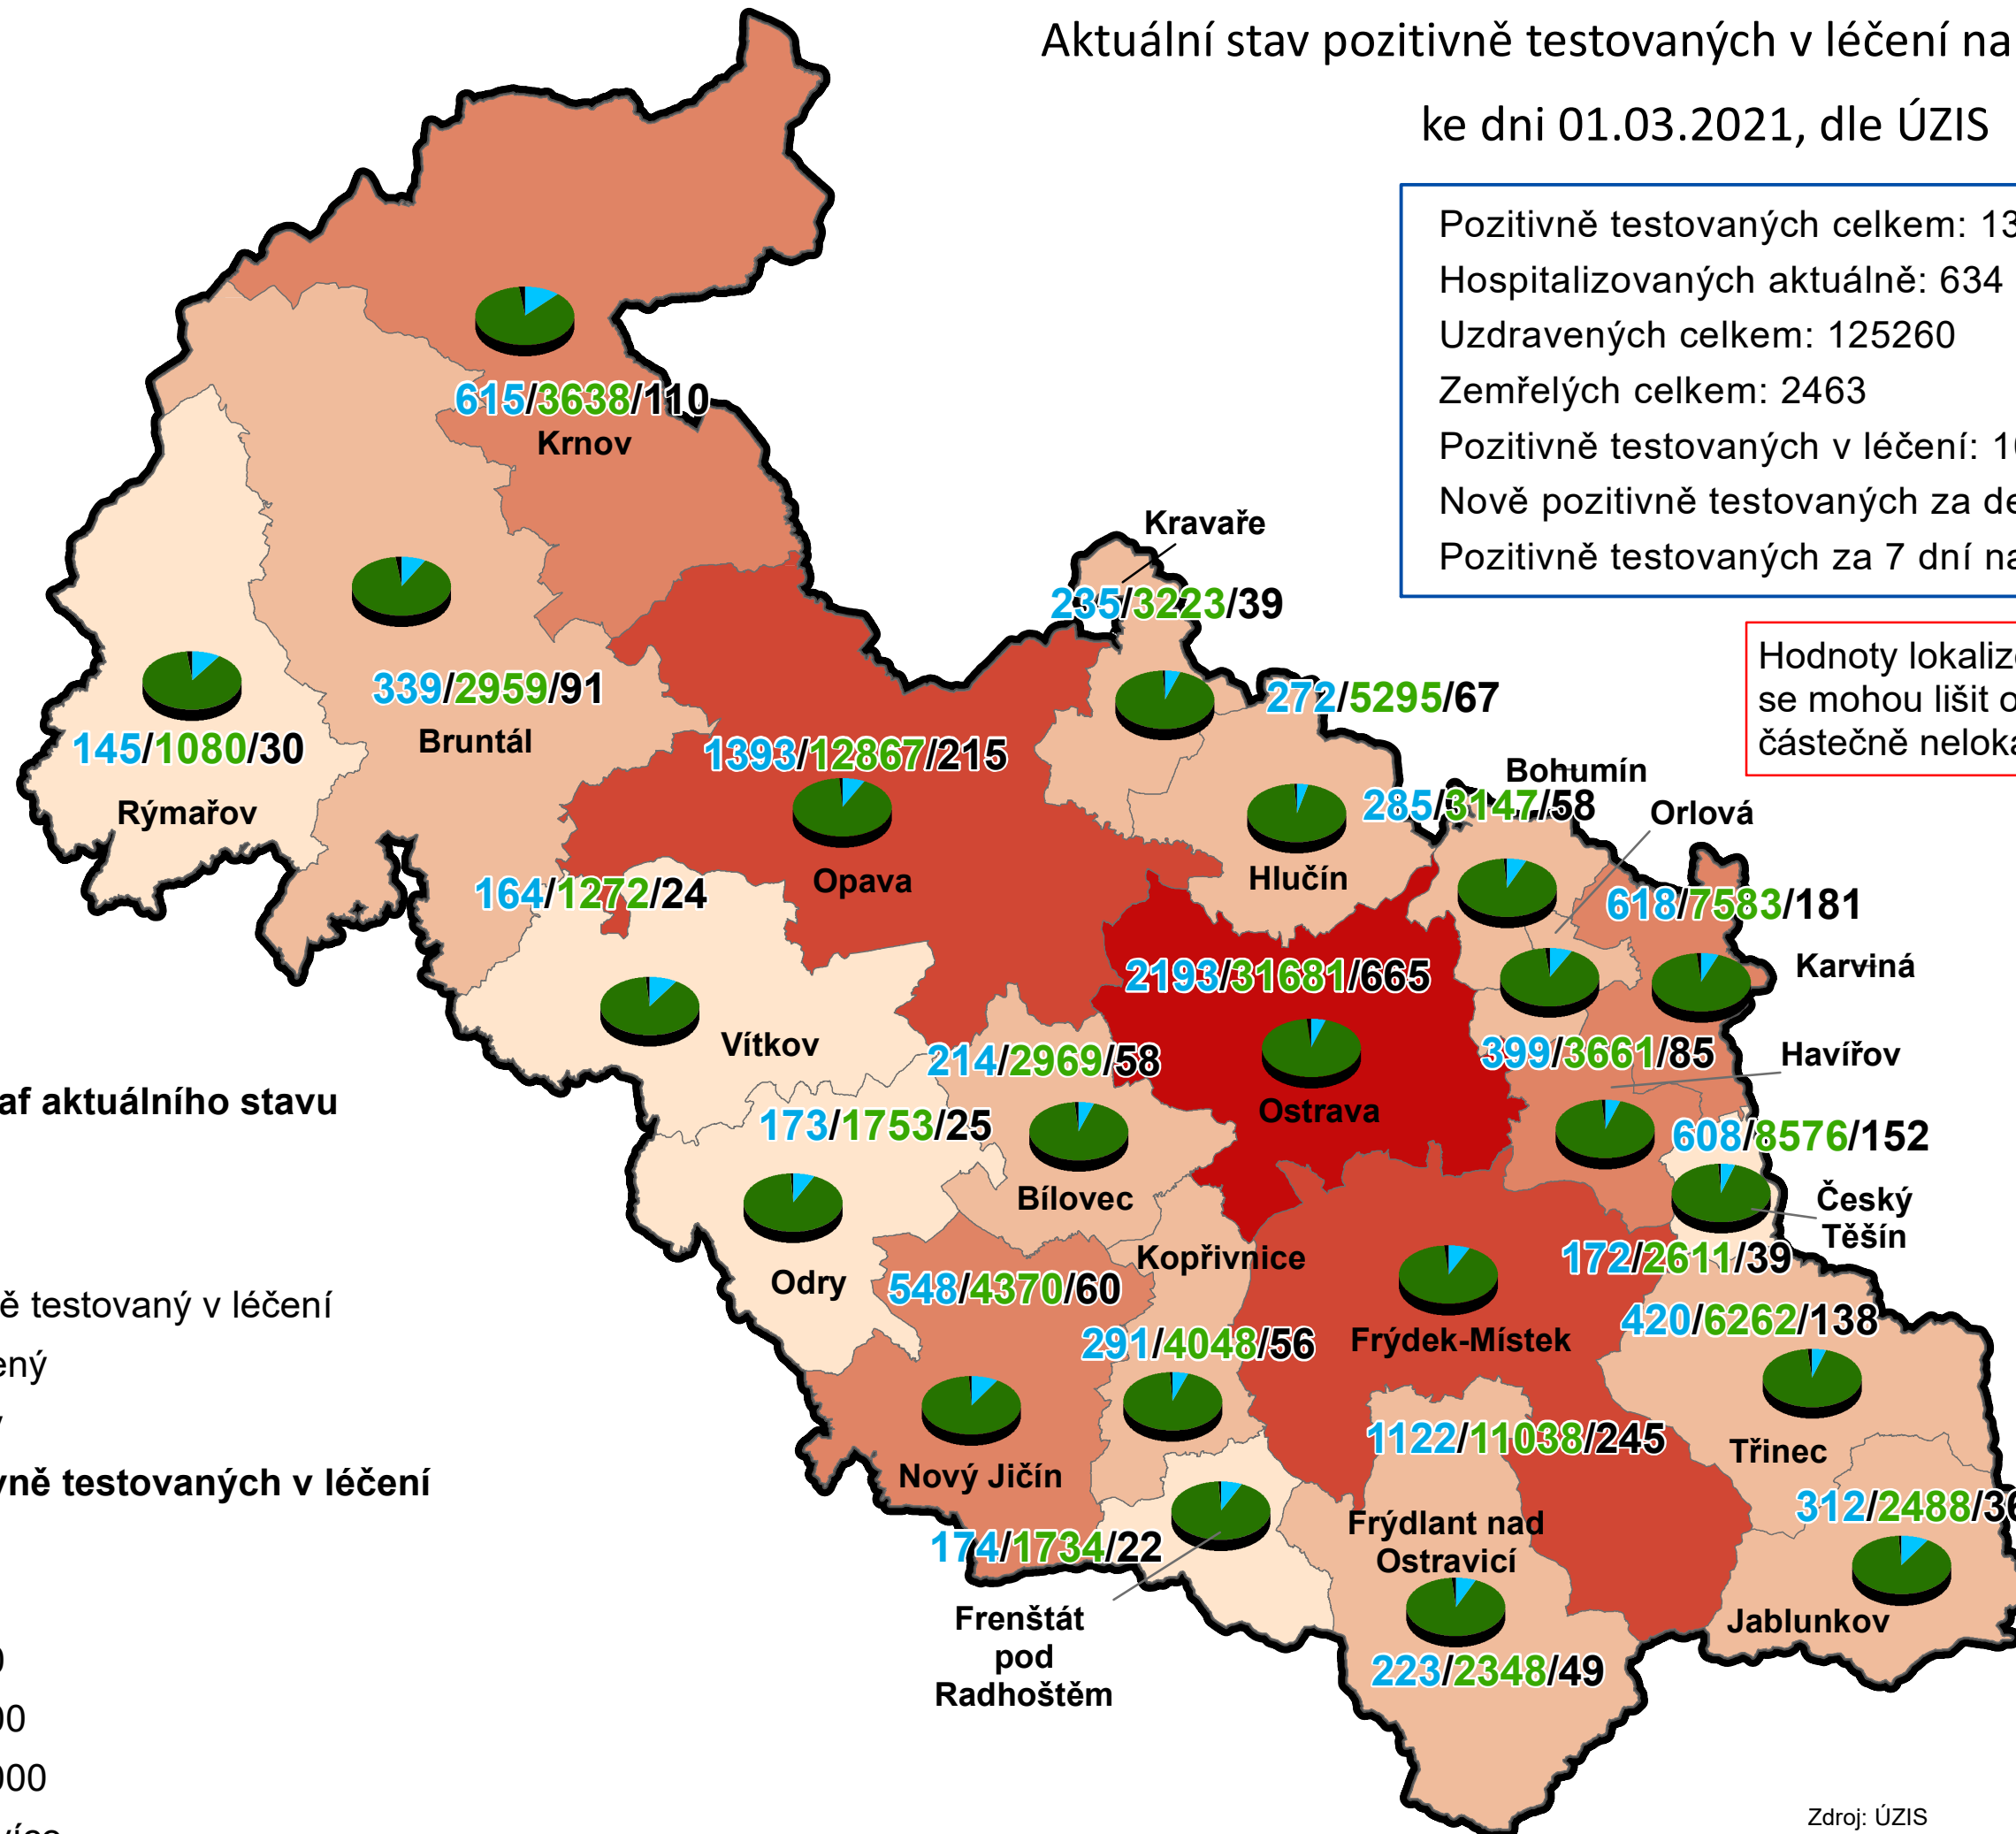 Aktuální stav pozitivně testovaných v léčení na
ke dni 01.03.2021, dle ÚZIS
Pozitivně testovaných celkem: 13
Hospitalizovaných aktuálně: 634
Uzdravených celkem: 125260
Zemřelých celkem: 2463
Pozitivně testovaných v léčení: 1
Nově pozitivně testovaných za de
Pozitivně testovaných za 7 dní na
Hodnoty lokaliz
se mohou lišit o
částečně neloka
615/3638/110
Krnov
Kravaře
235/3223/39
339/2959/91
Bruntál
145/1080/30
Rýmařov
272/5295/67
Hlučín
1393/12867/215
Opava
Bohumín
285/3147/58
Orlová
164/1272/24
Vítkov
618/7583/181
Karviná
2193/31681/665
Ostrava
399/3661/85
Havířov
214/2969/58
Bílovec
173/1753/25
Odry
608/8576/152
Český
Těšín
172/2611/39
Kopřivnice
548/4370/60
Nový Jičín
291/4048/56
Frýdek-Místek
420/6262/138
Třinec
1122/11038/245
Frýdlant nad
Ostravicí
223/2348/49
312/2488/36
Jablunkov
174/1734/22
Frenštát
pod
Radhoštěm
af aktuálního stavu
ě testovaný v léčení
ený
vně testovaných v léčení
0
00
000
Zdroj: ÚZIS